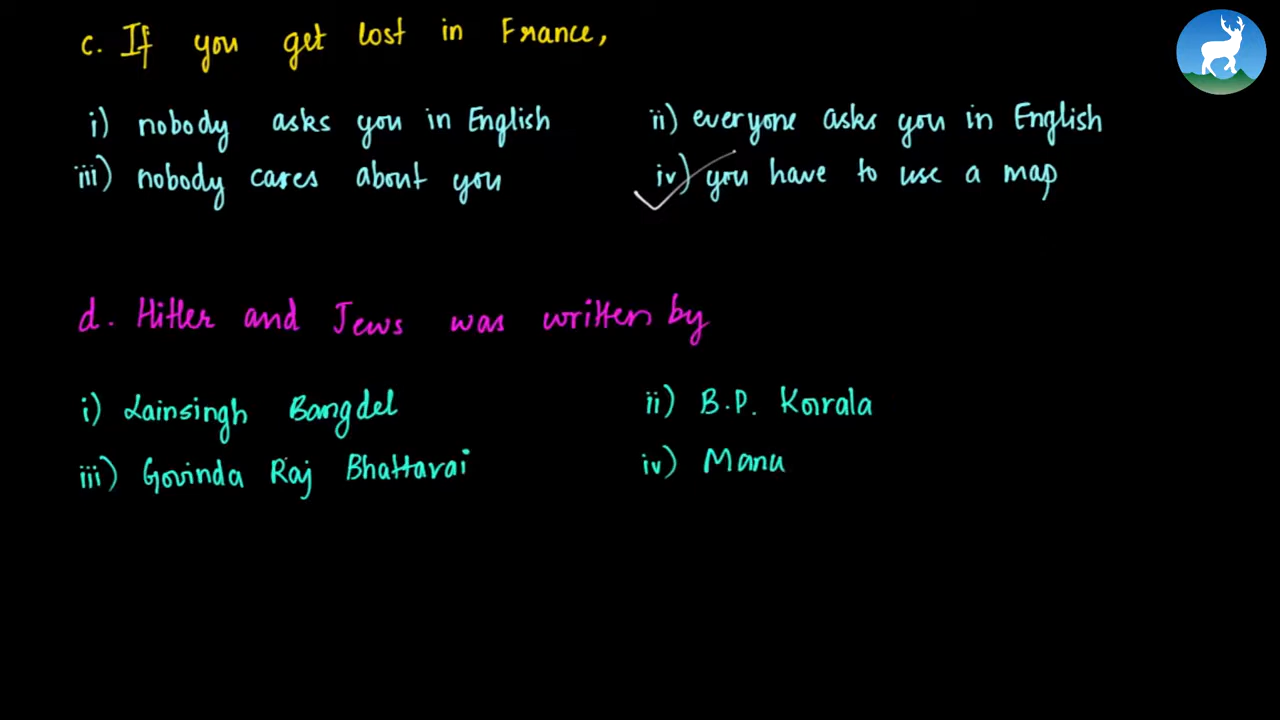 c. If you get lost in France,
i) nobody asks you in English ii) everyone asks you in English
iii) nobody cares about you iv) you have to use a map
d. Hitler and Jews was written by
i) Lainsingh Bangdel ii) B.P. Koirala
iii) Govinda Raj Bhattarai iv) Manu